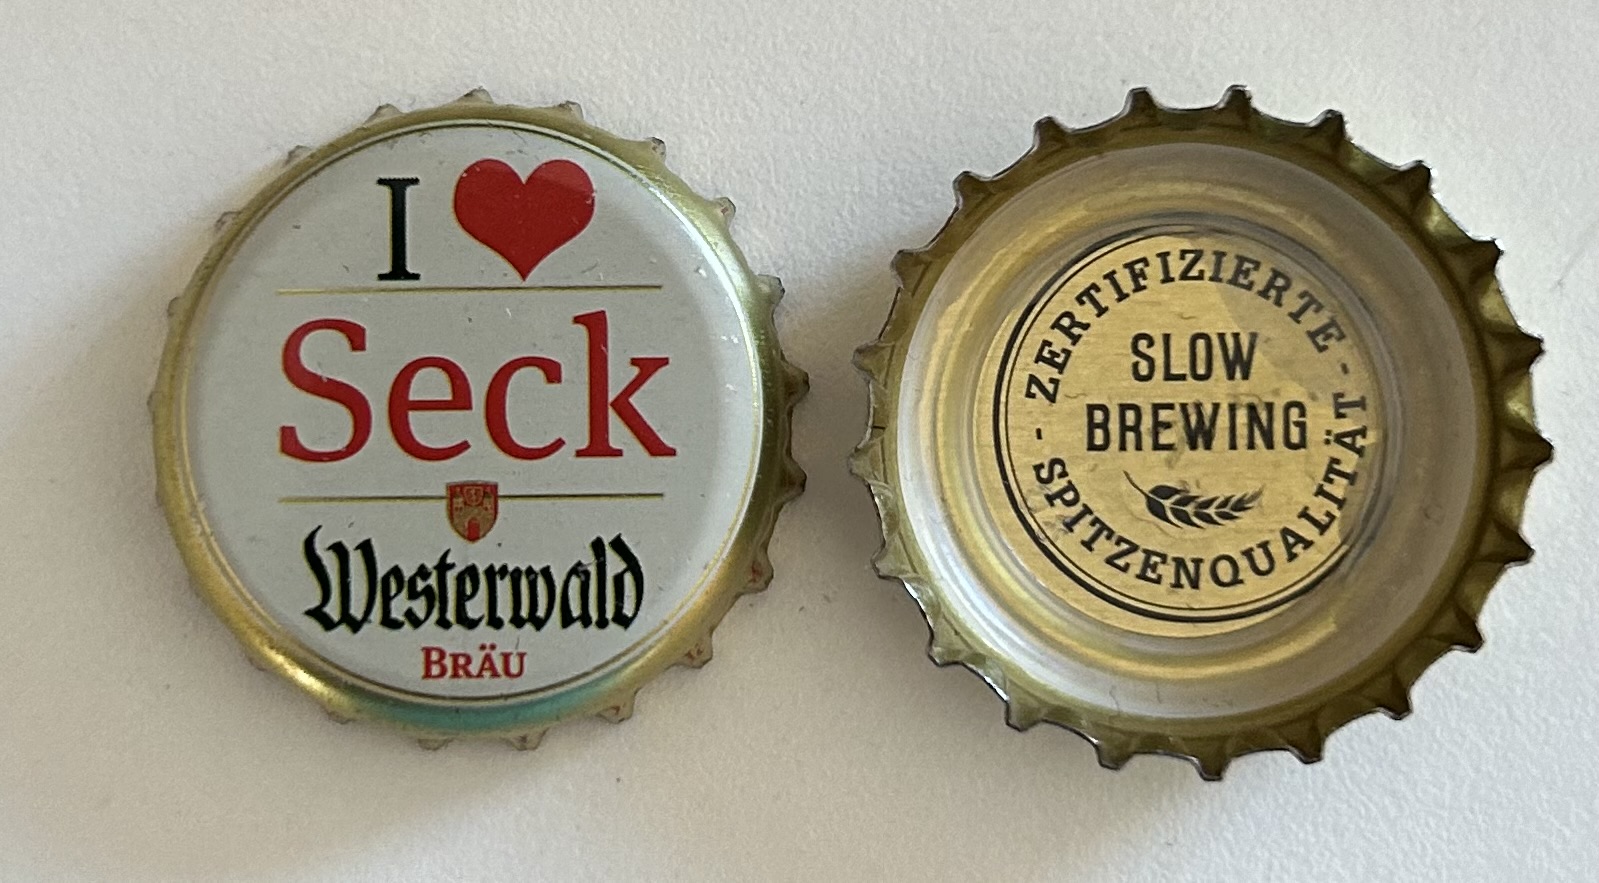 I ❤
Seck
Westerwald
BRÄU
- ZERTIFIZIERTE -
SLOW
BREWING
SPITZENQUALITÄT